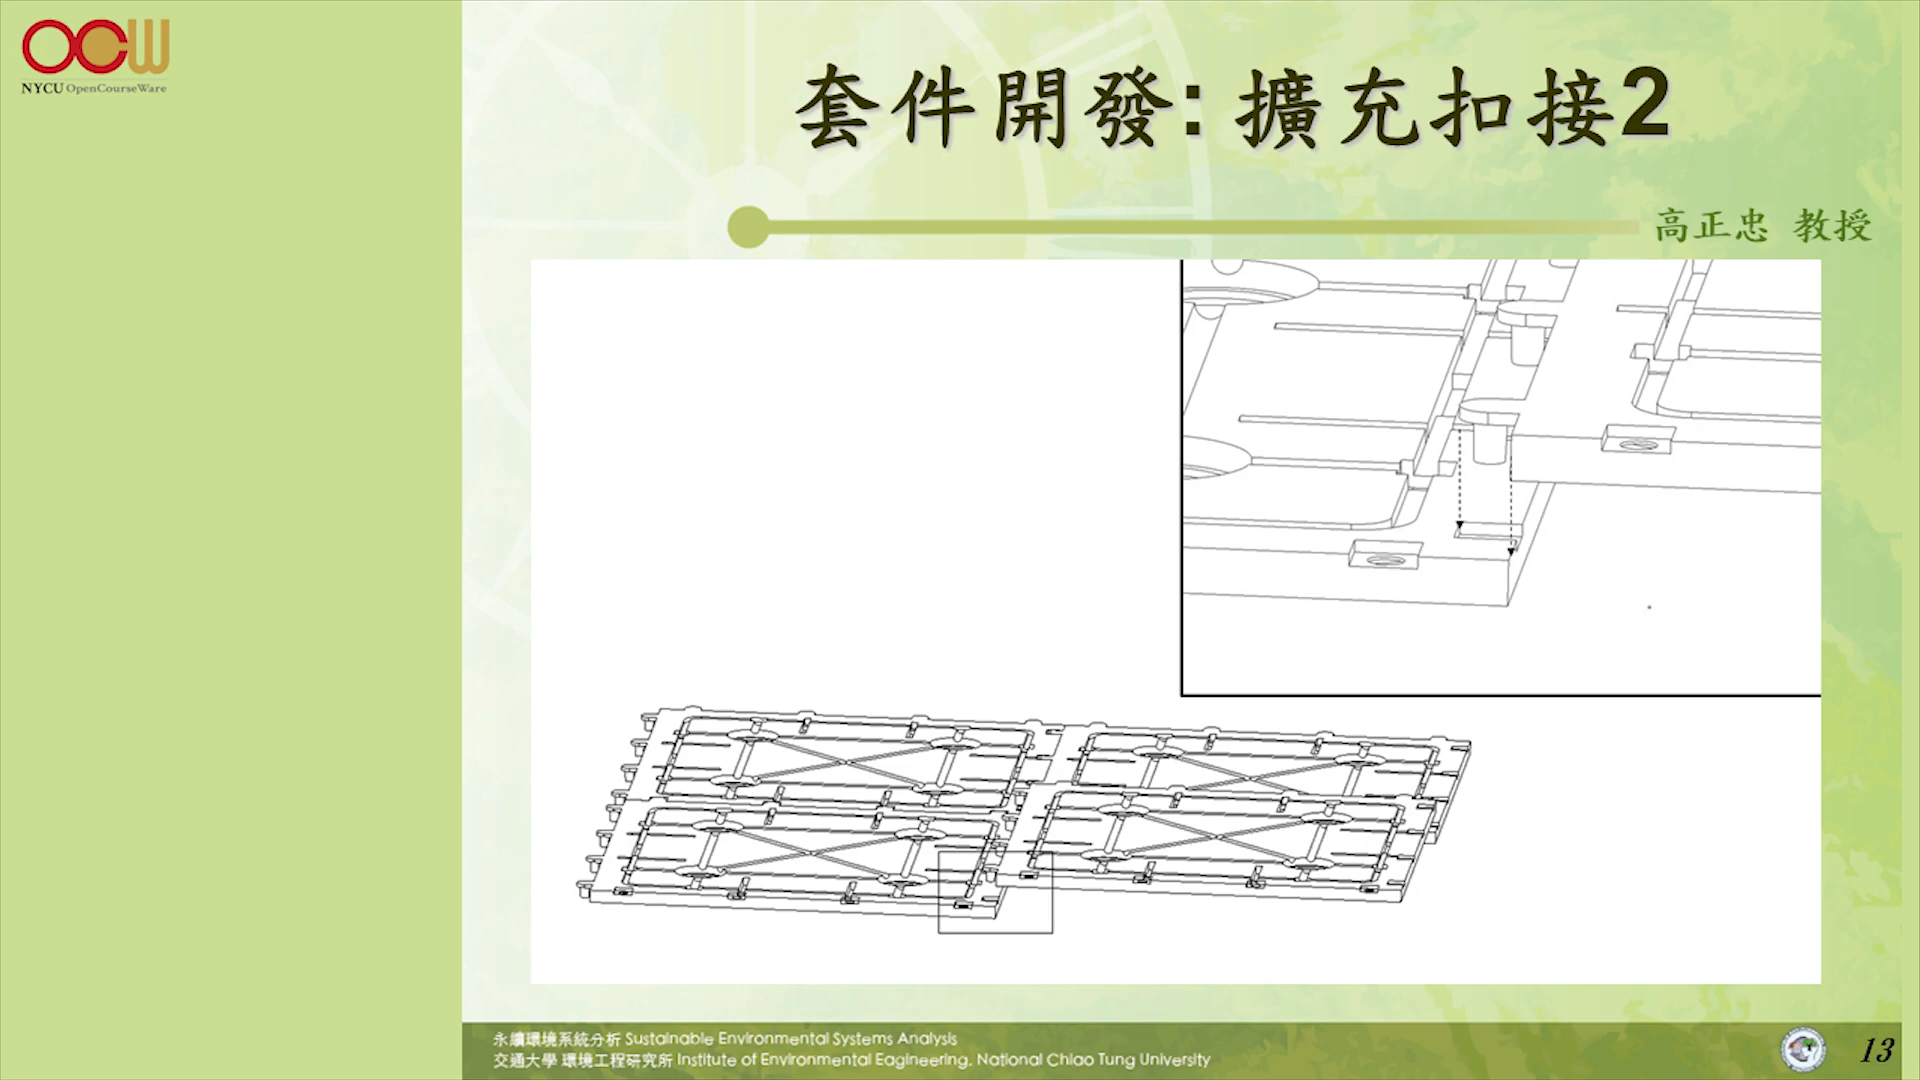 OCW
NYCU OpenCourseWare
套件開發: 擴充扣接2
高正忠 教授
永續環境系統分析 Sustainable Environmental Systems Analysis
交通大學 環境工程研究所 Institute of Environmental Eagineering, National Chiao Tung University
13